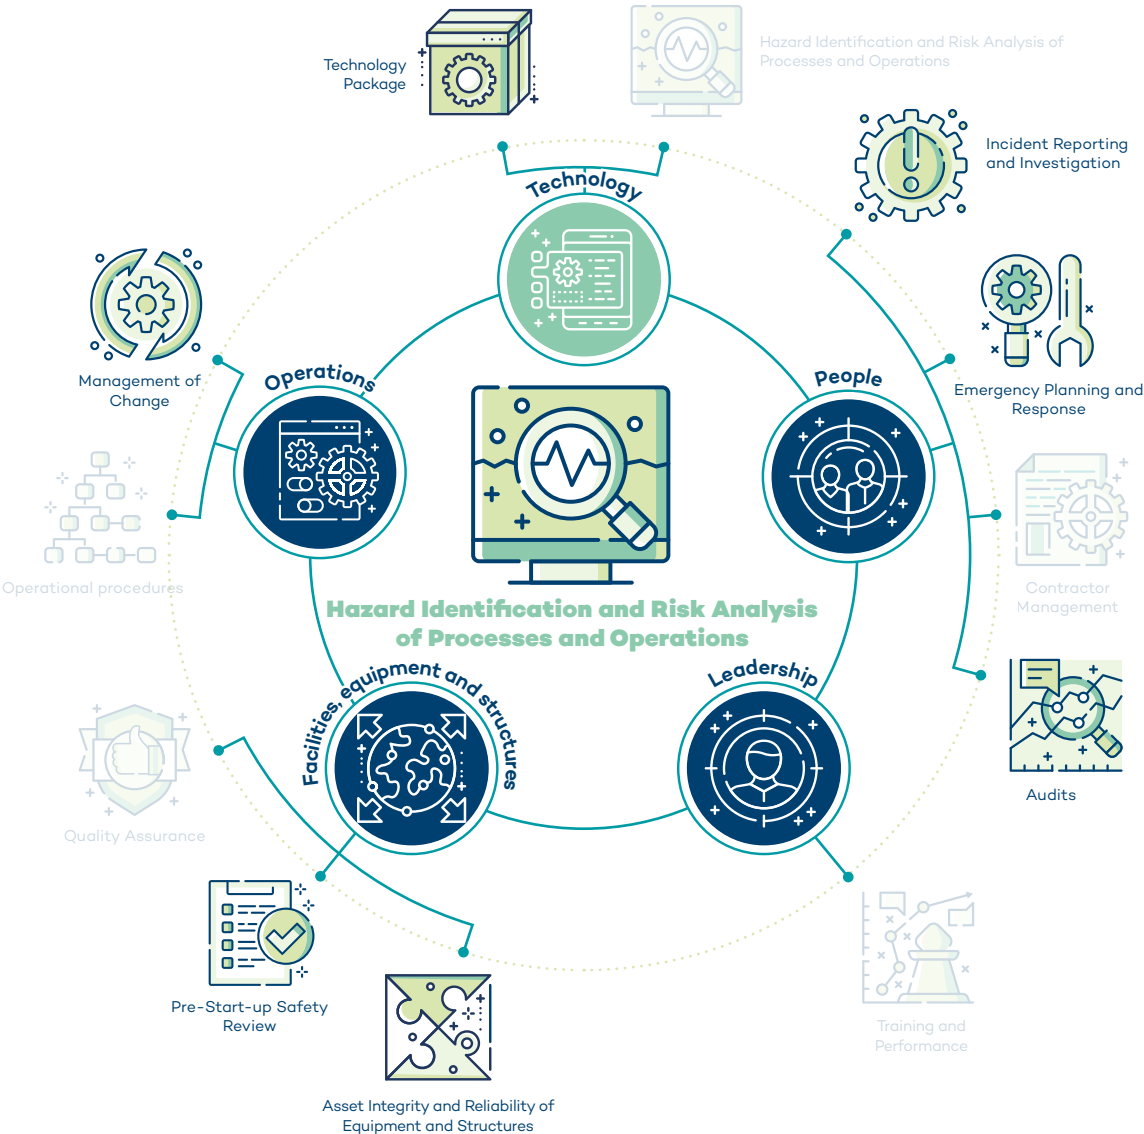 Technology
Package
Hazard Identification and Risk Analysis of
Processes and Operations
Incident Reporting
and Investigation
Technology
Management of
Change
Operations
People
Emergency Planning and
Response
Operational procedures
Contractor
Management
Hazard Identification and Risk Analysis
of Processes and Operations
Facilities, equipment and structures
Leadership
Quality Assurance
Audits
Pre-Start-up Safety
Review
Training and
Performance
Asset Integrity and Reliability of
Equipment and Structures